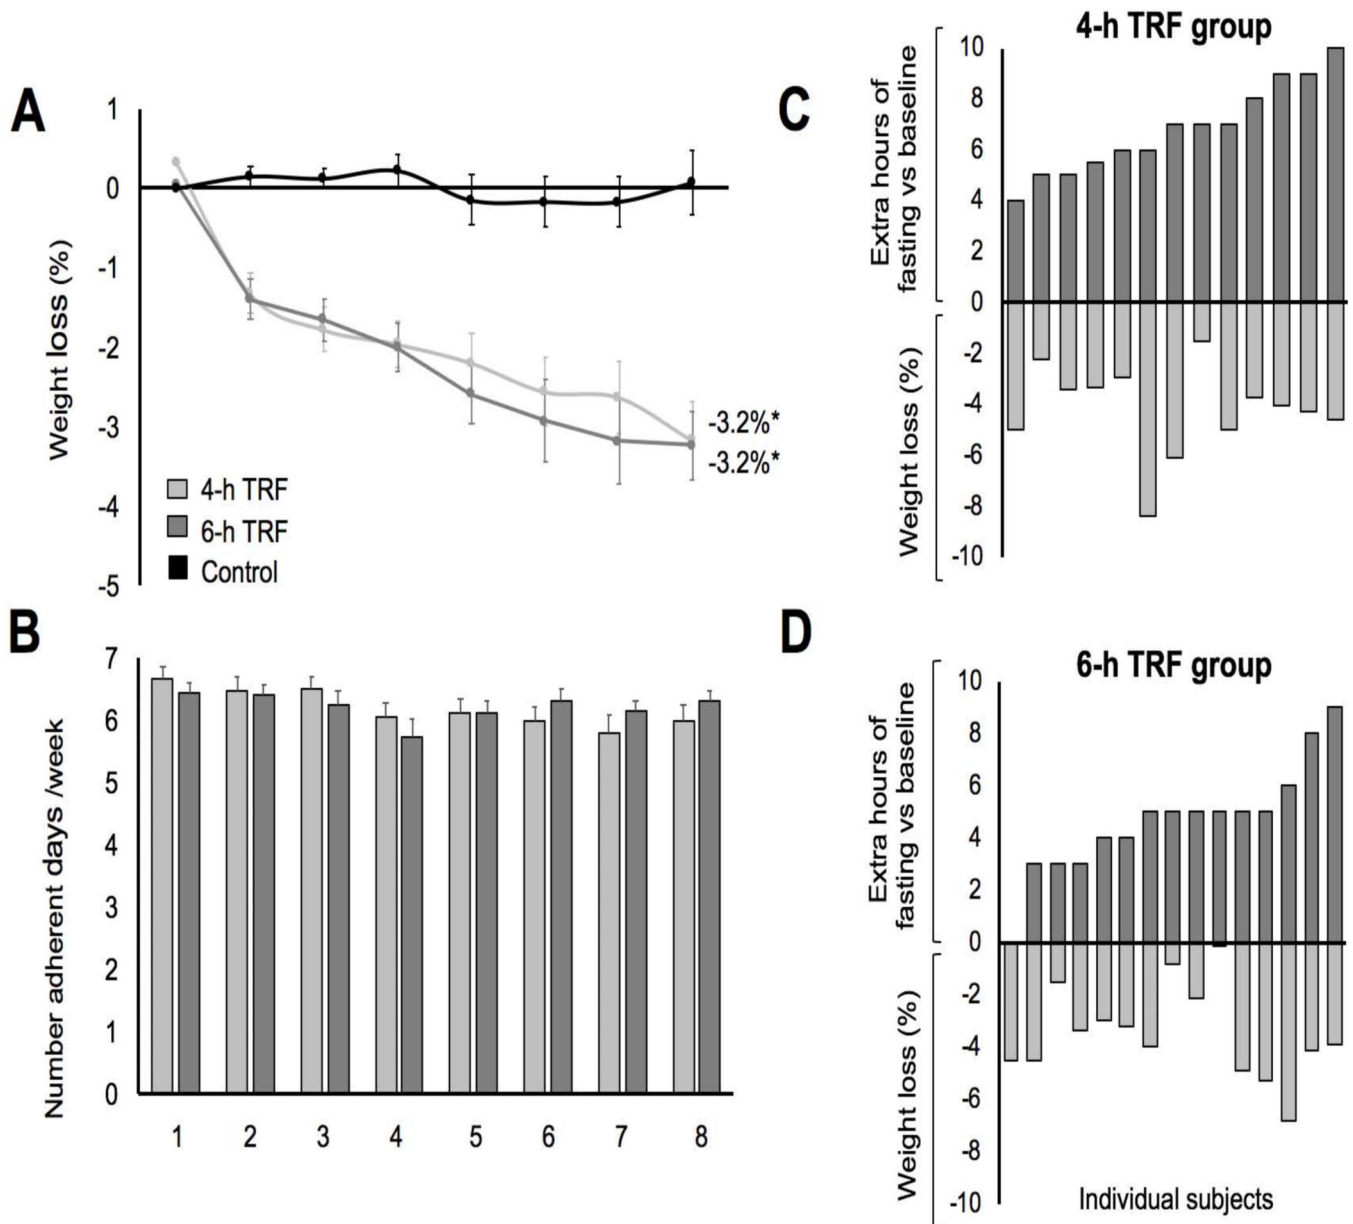 A
1
0
-1
-2
-3
-4
-5
Weight loss (%)
-3.2%*
-3.2%*
4-h TRF
6-h TRF
Control
B
7
6
5
4
3
2
1
0
Number adherent days /week
1 2 3 4 5 6 7 8
C
4-h TRF group
10
8
6
4
2
0
-2
-4
-6
-8
-10
Extra hours of
fasting vs baseline
Weight loss (%)
D
6-h TRF group
10
8
6
4
2
0
-2
-4
-6
-8
-10
Extra hours of
fasting vs baseline
Weight loss (%)
Individual subjects